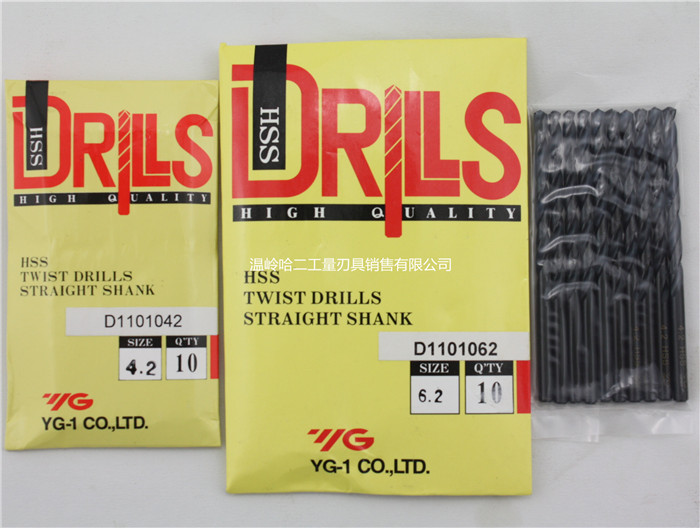 HSS
DRILLS
HIGH QUALITY
HSS
TWIST DRILLS
STRAIGHT SHANK
D1101042
SIZE Q'TY
4.2 10
YG
YG-1 CO.,LTD.
HSS
DRILLS
HIGH QUALITY
温岭哈二工量刃具销售有限公司
HSS
TWIST DRILLS
STRAIGHT SHANK
D1101062
SIZE Q'TY
6.2 10
YG
YG-1 CO.,LTD.